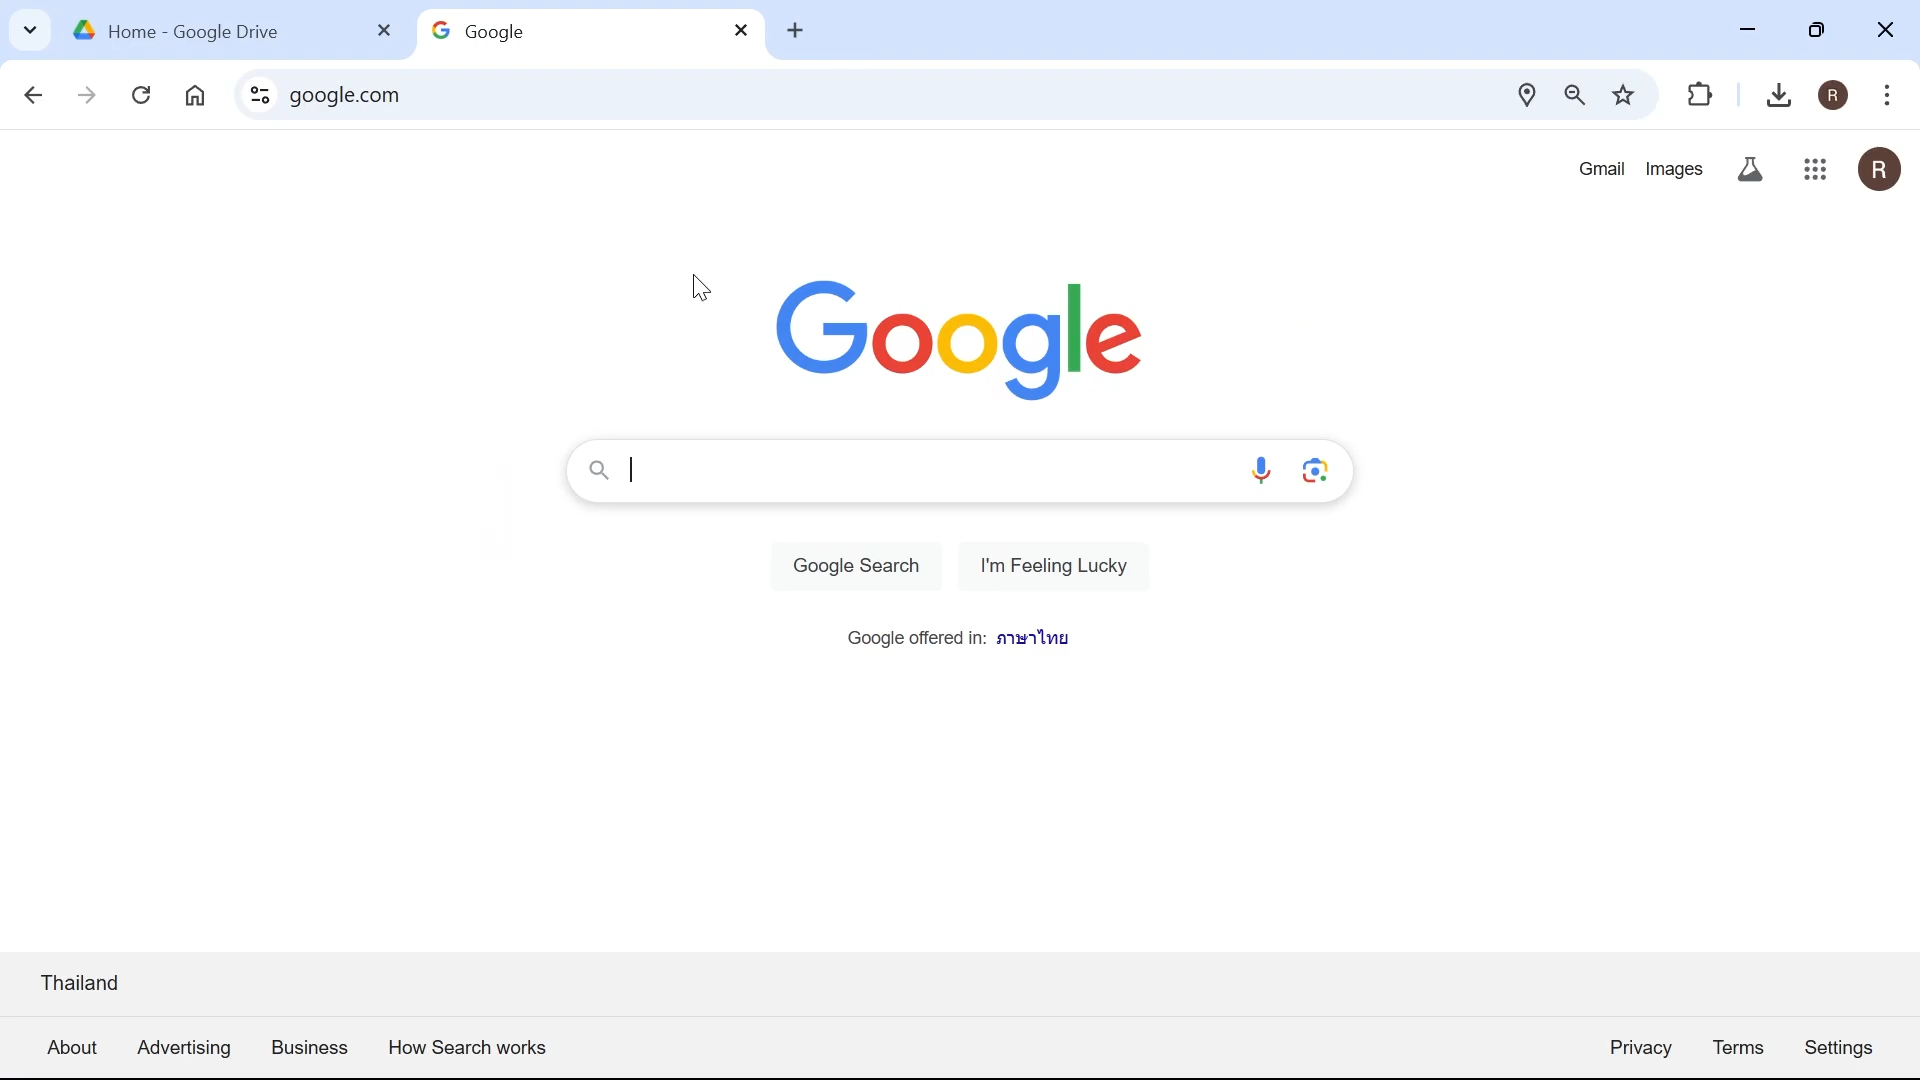 Home - Google Drive
Google
google.com
R
Gmail
Images
R
Google
Google Search
I'm Feeling Lucky
Google offered in: ภาษาไทย
Thailand
About
Advertising
Business
How Search works
Privacy
Terms
Settings